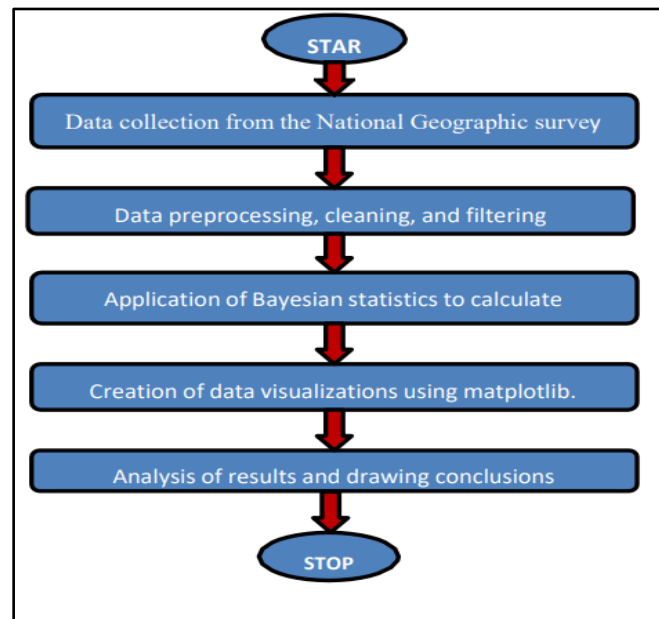 STAR
Data collection from the National Geographic survey
Data preprocessing, cleaning, and filtering
Application of Bayesian statistics to calculate
Creation of data visualizations using matplotlib.
Analysis of results and drawing conclusions
STOP